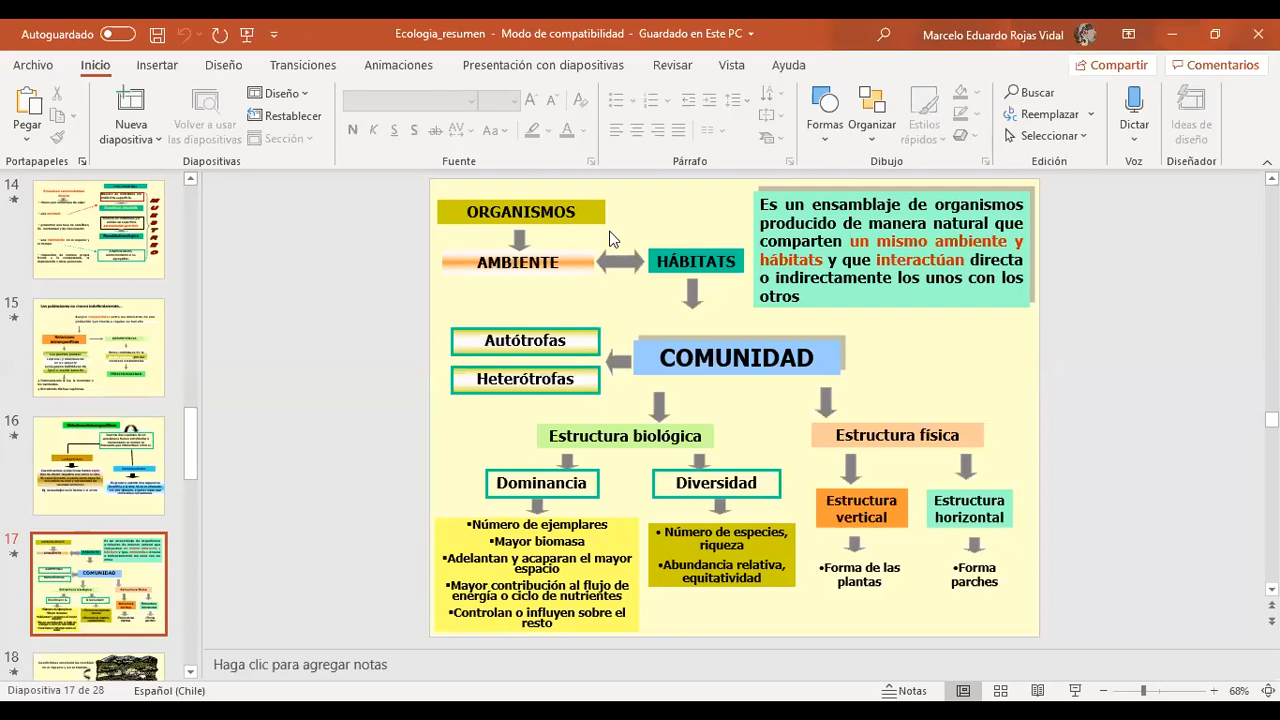 Autoguardado
Ecologia_resumen - Modo de compatibilidad - Guardado en Este PC
Marcelo Eduardo Rojas Vidal
Archivo Inicio Insertar Diseño Transiciones Animaciones Presentación con diapositivas Revisar Vista Ayuda
Compartir Comentarios
Pegar
Nueva diapositiva
Volver a usar las diapositivas
Diseño
Restablecer
Sección
Formas
Organizar
Estilos rápidos
Buscar
Reemplazar
Seleccionar
Dictar
Ideas de diseño
Portapapeles Diapositivas Fuente Párrafo Dibujo Edición Voz Diseñador
14
15
16
17
18
ORGANISMOS
AMBIENTE
HÁBITATS
Es un ensamblaje de organismos
producido de manera natural que
comparten un mismo ambiente y
hábitats y que interactúan directa
o indirectamente los unos con los
otros
Autótrofas
Heterótrofas
COMUNIDAD
Estructura biológica
Estructura física
Dominancia
Diversidad
Estructura
vertical
Estructura
horizontal
▪Número de ejemplares
▪Mayor biomasa
▪Adelantan y acaparan el mayor
espacio
▪Mayor contribución al flujo de
energía o ciclo de nutrientes
▪Controlan o influyen sobre el
resto
• Número de especies,
riqueza
•Abundancia relativa,
equitatividad
•Forma de las
plantas
•Forma
parches
Haga clic para agregar notas
Diapositiva 17 de 28 Español (Chile)
Notas
68%